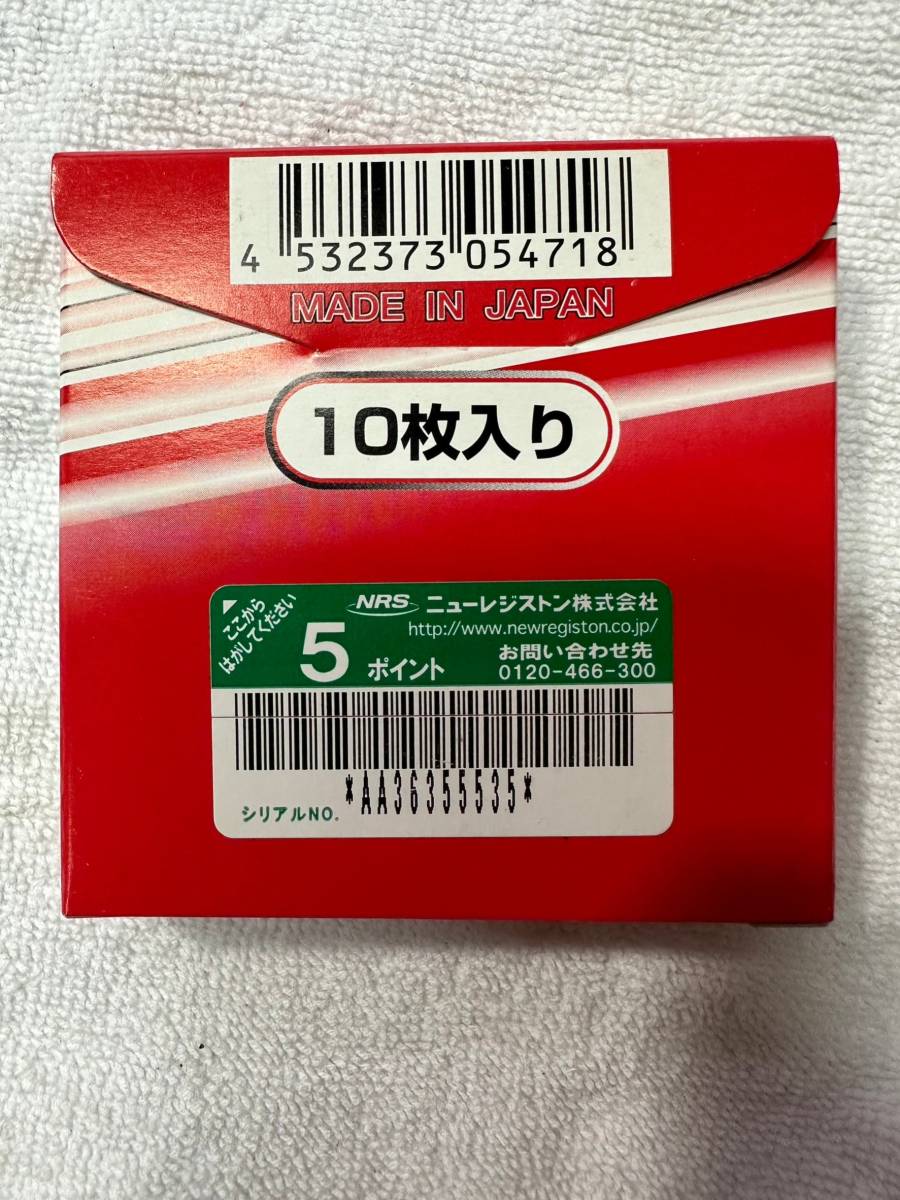 4 532373 054718
MADE IN JAPAN
10枚入り
ここから
はがしてください
NRS ニューレジストン株式会社
http://www.newregiston.co.jp/
5ポイント
お問い合わせ先
0120-466-300
*AA36355535*
シリアルNO.